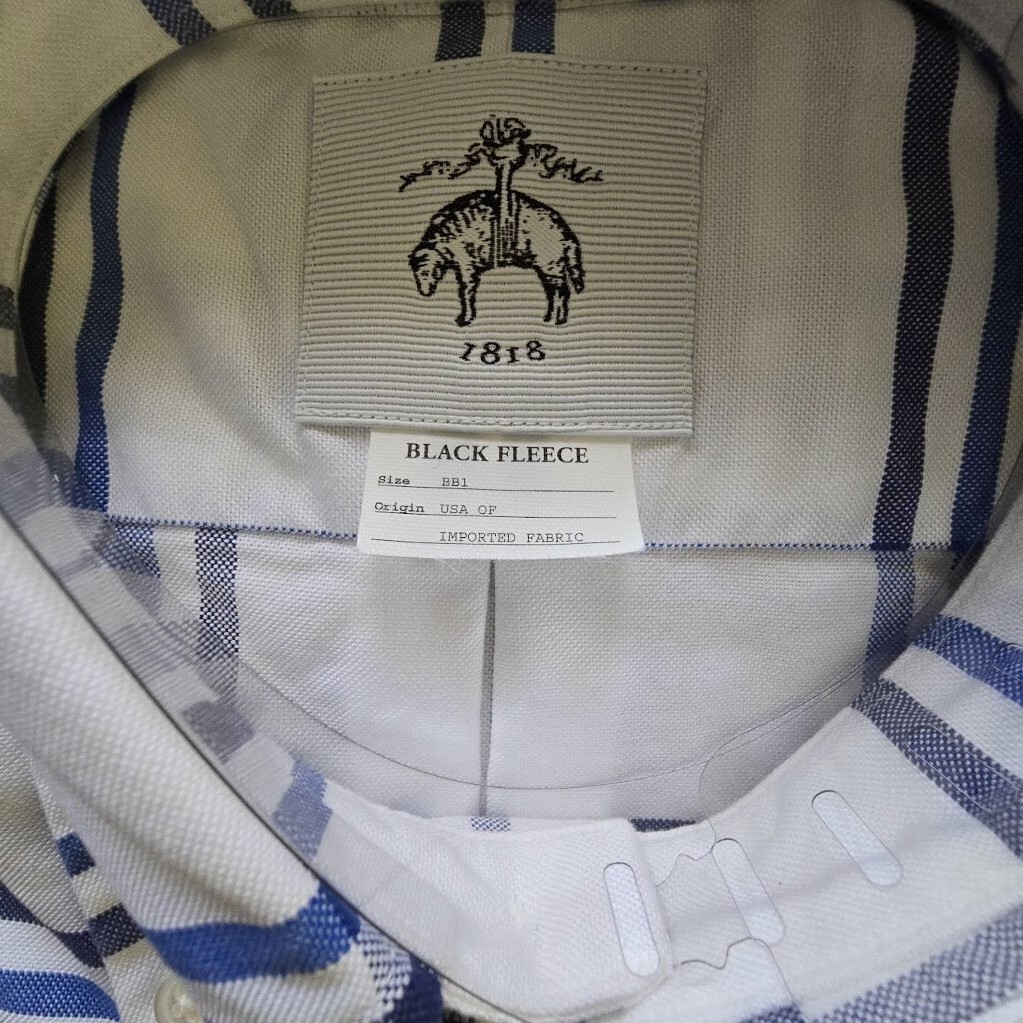 1818
BLACK FLEECE
Size BB1
Origin USA OF
IMPORTED FABRIC